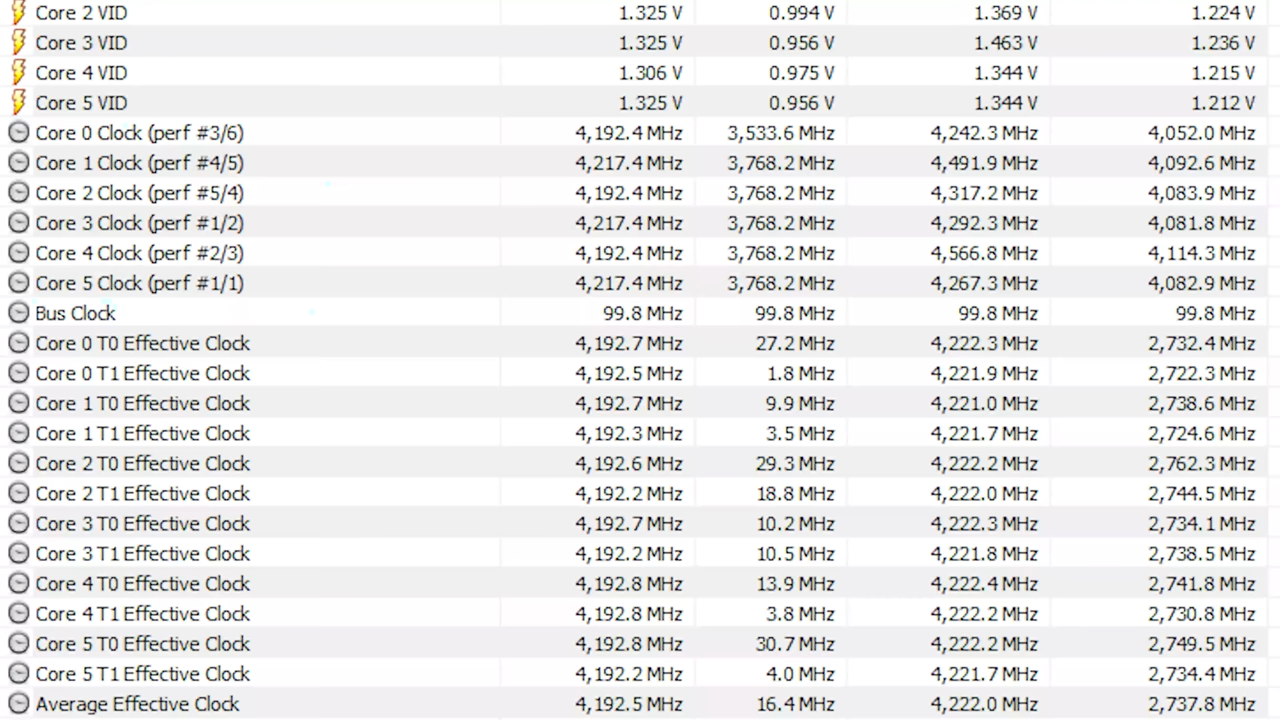 Core 2 VID 1.325 V 0.994 V 1.369 V 1.224 V
Core 3 VID 1.325 V 0.956 V 1.463 V 1.236 V
Core 4 VID 1.306 V 0.975 V 1.344 V 1.215 V
Core 5 VID 1.325 V 0.956 V 1.344 V 1.212 V
Core 0 Clock (perf #3/6) 4,192.4 MHz 3,533.6 MHz 4,242.3 MHz 4,052.0 MHz
Core 1 Clock (perf #4/5) 4,217.4 MHz 3,768.2 MHz 4,491.9 MHz 4,092.6 MHz
Core 2 Clock (perf #5/4) 4,192.4 MHz 3,768.2 MHz 4,317.2 MHz 4,083.9 MHz
Core 3 Clock (perf #1/2) 4,217.4 MHz 3,768.2 MHz 4,292.3 MHz 4,081.8 MHz
Core 4 Clock (perf #2/3) 4,192.4 MHz 3,768.2 MHz 4,566.8 MHz 4,114.3 MHz
Core 5 Clock (perf #1/1) 4,217.4 MHz 3,768.2 MHz 4,267.3 MHz 4,082.9 MHz
Bus Clock 99.8 MHz 99.8 MHz 99.8 MHz 99.8 MHz
Core 0 T0 Effective Clock 4,192.7 MHz 27.2 MHz 4,222.3 MHz 2,732.4 MHz
Core 0 T1 Effective Clock 4,192.5 MHz 1.8 MHz 4,221.9 MHz 2,722.3 MHz
Core 1 T0 Effective Clock 4,192.7 MHz 9.9 MHz 4,221.0 MHz 2,738.6 MHz
Core 1 T1 Effective Clock 4,192.3 MHz 3.5 MHz 4,221.7 MHz 2,724.6 MHz
Core 2 T0 Effective Clock 4,192.6 MHz 29.3 MHz 4,222.2 MHz 2,762.3 MHz
Core 2 T1 Effective Clock 4,192.2 MHz 18.8 MHz 4,222.0 MHz 2,744.5 MHz
Core 3 T0 Effective Clock 4,192.7 MHz 10.2 MHz 4,222.3 MHz 2,734.1 MHz
Core 3 T1 Effective Clock 4,192.2 MHz 10.5 MHz 4,221.8 MHz 2,738.5 MHz
Core 4 T0 Effective Clock 4,192.8 MHz 13.9 MHz 4,222.4 MHz 2,741.8 MHz
Core 4 T1 Effective Clock 4,192.8 MHz 3.8 MHz 4,222.2 MHz 2,730.8 MHz
Core 5 T0 Effective Clock 4,192.8 MHz 30.7 MHz 4,222.2 MHz 2,749.5 MHz
Core 5 T1 Effective Clock 4,192.2 MHz 4.0 MHz 4,221.7 MHz 2,734.4 MHz
Average Effective Clock 4,192.5 MHz 16.4 MHz 4,222.0 MHz 2,737.8 MHz